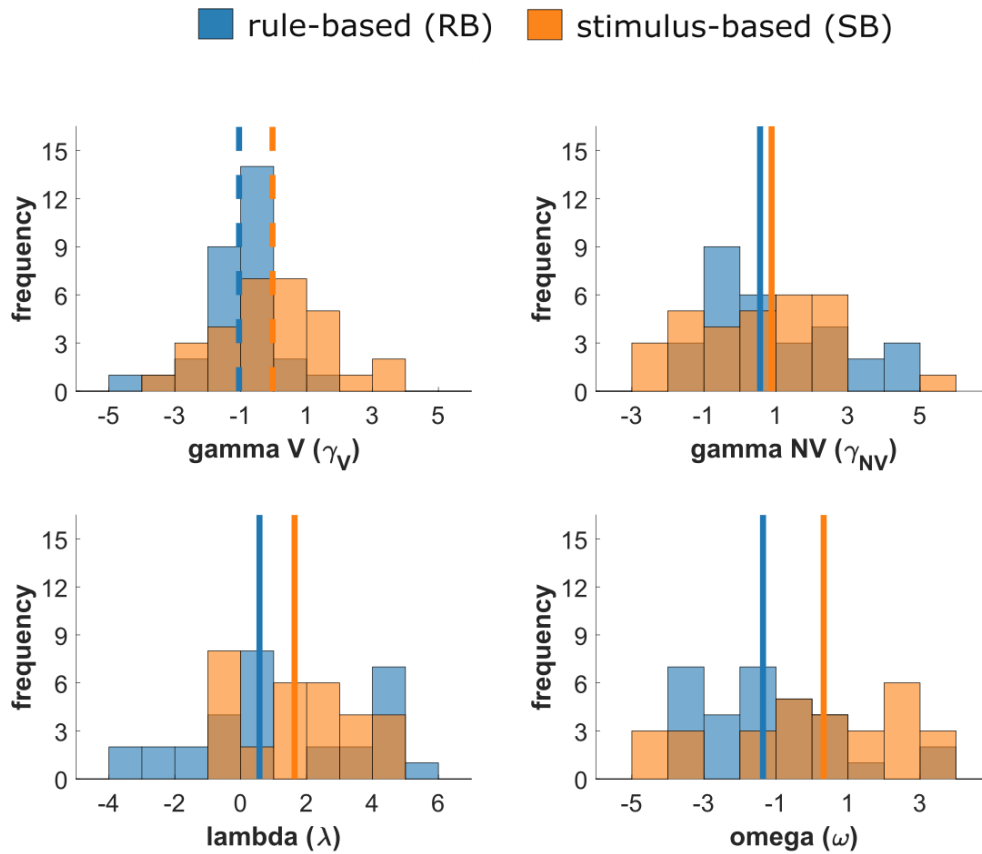 rule-based (RB) stimulus-based (SB)
15
12
9
6
3
0
frequency
-5 -3 -1 1 3 5
gamma V (γV)
15
12
9
6
3
0
frequency
-3 -1 1 3 5
gamma NV (γNV)
15
12
9
6
3
0
frequency
-4 -2 0 2 4 6
lambda (λ)
15
12
9
6
3
0
frequency
-5 -3 -1 1 3
omega (ω)